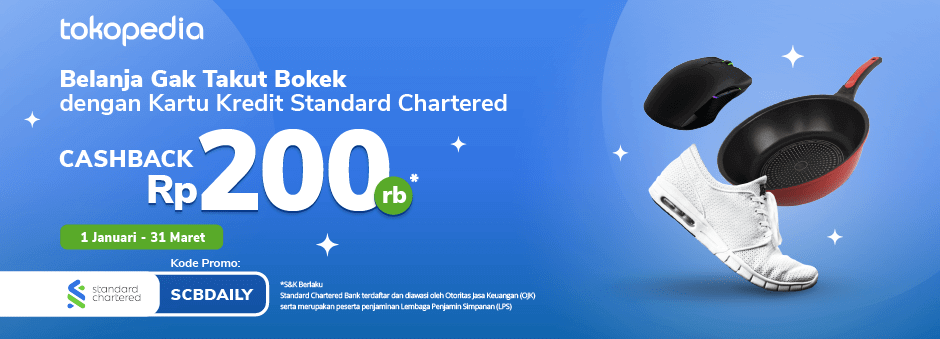 tokopedia
Belanja Gak Takut Bokek
dengan Kartu Kredit Standard Chartered
CASHBACK
Rp200rb*
1 Januari - 31 Maret
Kode Promo:
standard
chartered
SCBDAILY
*S&K Berlaku
Standard Chartered Bank terdaftar dan diawasi oleh Otoritas Jasa Keuangan (OJK)
serta merupakan peserta penjaminan Lembaga Penjamin Simpanan (LPS)